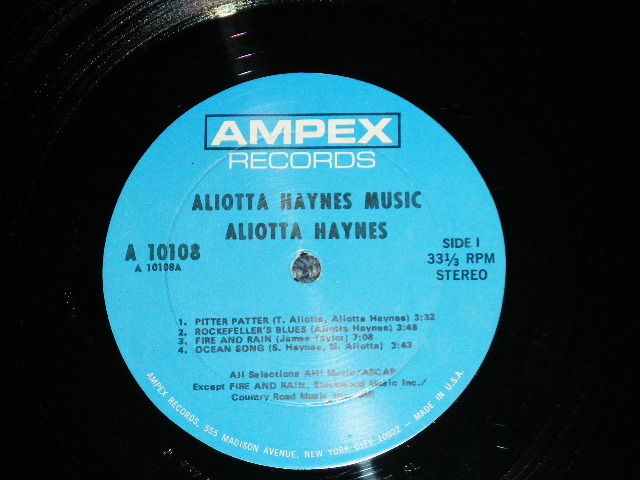 AMPEX
RECORDS
ALIOTTA HAYNES MUSIC
ALIOTTA HAYNES
A 10108
A 10108A
SIDE I
33⅓ RPM
STEREO
1. PITTER PATTER (T. Aliotta, Aliotta Haynes) 3:32
2. ROCKEFELLER'S BLUES (Aliotta Haynes) 3:48
3. FIRE AND RAIN (James Taylor) 7:08
4. OCEAN SONG (S. Haynes, M. Aliotta) 3:43
All Selections AH! Music/ASCAP
Except FIRE AND RAIN, Blackwood Music Inc./
Country Road Music Inc. BMI
AMPEX RECORDS, 555 MADISON AVENUE, NEW YORK CITY 10022 — MADE IN U.S.A.